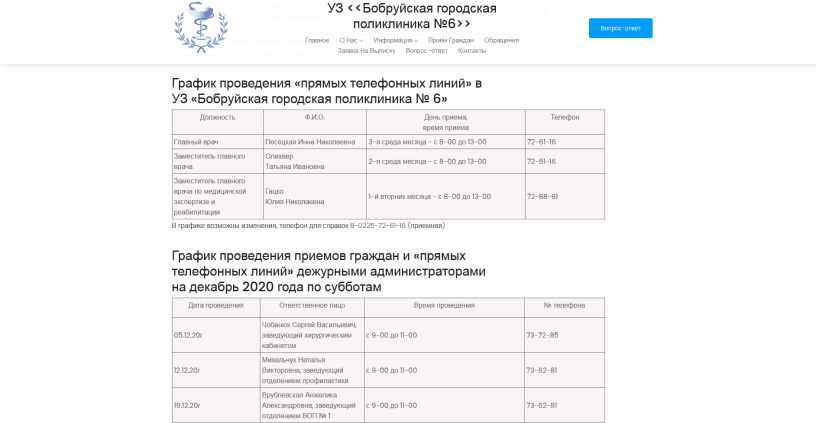 УЗ <<Бобруйская городская
поликлиника №6>>
Вопрос-ответ
Главное О Нас Информация Прием Граждан Обращения
Заявка На Выписку Вопрос-ответ Контакты
График проведения «прямых телефонных линий» в
УЗ «Бобруйская городская поликлиника № 6»
Должность Ф.И.О. День приема,
время приема Телефон
Главный врач Песецкая Инна Николаевна 3-я среда месяца - с 8-00 до 13-00 72-61-16
Заместитель главного
врача Опихвер
Татьяна Ивановна 2-я среда месяца - с 8-00 до 13-00 72-61-16
Заместитель главного
врача по медицинской
экспертизе и
реабилитации Гацко
Юлия Николаевна 1-й вторник месяца - с 8-00 до 13-00 72-88-81
В графике возможны изменения, телефон для справок 8-0225-72-61-16 (приемная)
График проведения приемов граждан и «прямых
телефонных линий» дежурными администраторами
на декабрь 2020 года по субботам
Дата проведения Ответственное лицо Время проведения № телефона
05.12.20г Чобанюк Сергей Васильевич,
заведующий хирургическим
кабинетом с 9-00 до 11-00 73-72-85
12.12.20г Михальчук Наталья
Викторовна, заведующий
отделением профилактики с 9-00 до 11-00 73-62-81
19.12.20г Врублевская Анжелика
Александровна, заведующий
отделением ВОП № 1 с 9-00 до 11-00 73-62-81